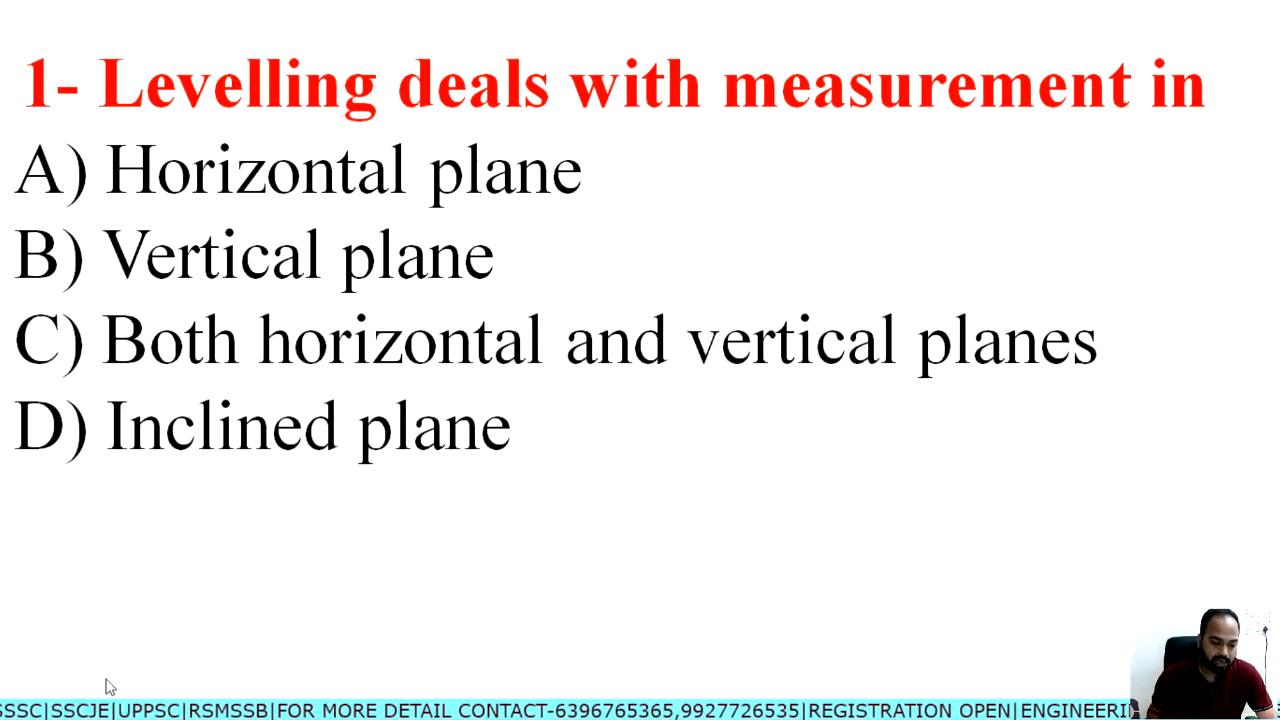 1- Levelling deals with measurement in
A) Horizontal plane
B) Vertical plane
C) Both horizontal and vertical planes
D) Inclined plane
SSSC|SSCJE|UPPSC|RSMSSB|FOR MORE DETAIL CONTACT-6396765365,9927726535|REGISTRATION OPEN|ENGINEERI